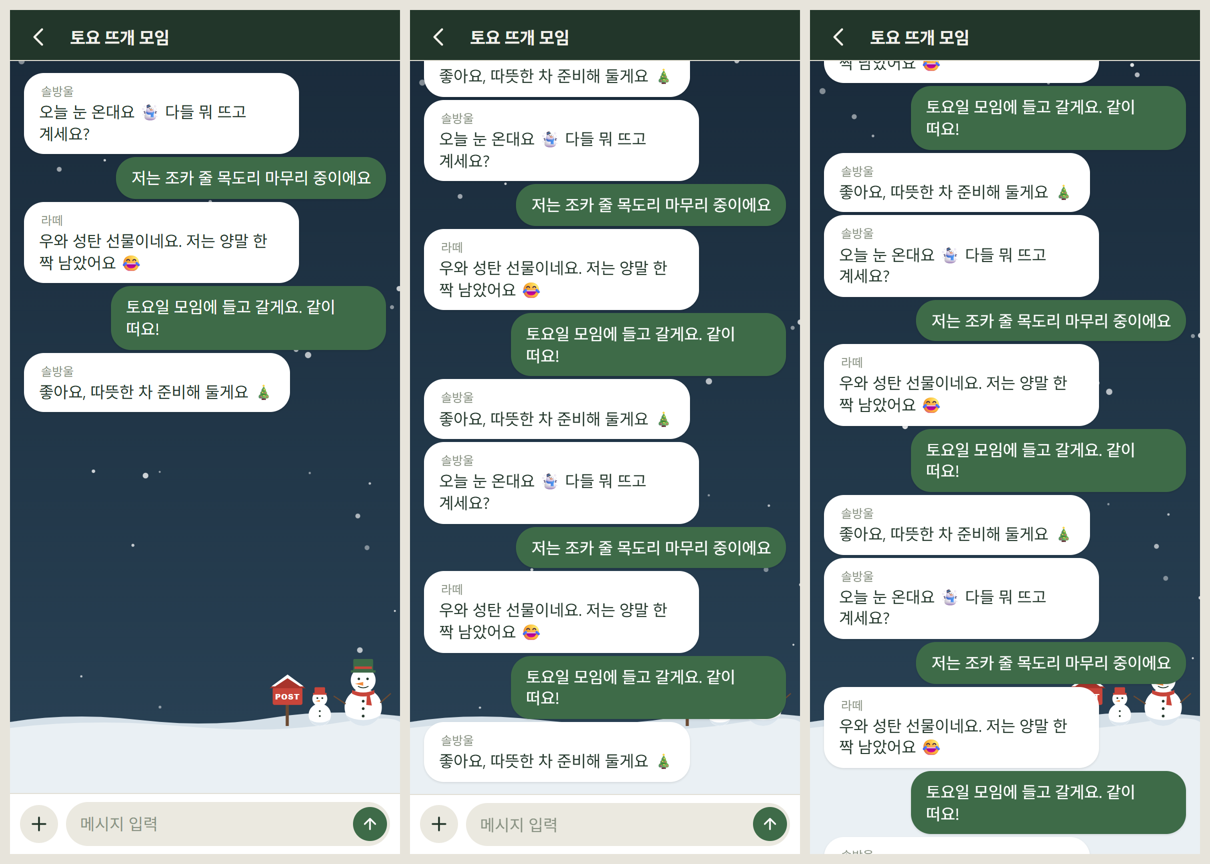 토요 뜨개 모임
솔방울
오늘 눈 온대요 ☃️ 다들 뭐 뜨고
계세요?
저는 조카 줄 목도리 마무리 중이에요
라떼
우와 성탄 선물이네요. 저는 양말 한
짝 남았어요 😂
토요일 모임에 들고 갈게요. 같이
떠요!
솔방울
좋아요, 따뜻한 차 준비해 둘게요 🎄
POST
메시지 입력
토요 뜨개 모임
좋아요, 따뜻한 차 준비해 둘게요 🎄
솔방울
오늘 눈 온대요 ☃️ 다들 뭐 뜨고
계세요?
저는 조카 줄 목도리 마무리 중이에요
라떼
우와 성탄 선물이네요. 저는 양말 한
짝 남았어요 😂
토요일 모임에 들고 갈게요. 같이
떠요!
솔방울
좋아요, 따뜻한 차 준비해 둘게요 🎄
솔방울
오늘 눈 온대요 ☃️ 다들 뭐 뜨고
계세요?
저는 조카 줄 목도리 마무리 중이에요
라떼
우와 성탄 선물이네요. 저는 양말 한
짝 남았어요 😂
토요일 모임에 들고 갈게요. 같이
떠요!
솔방울
좋아요, 따뜻한 차 준비해 둘게요 🎄
메시지 입력
토요 뜨개 모임
짝 남았어요 😂
토요일 모임에 들고 갈게요. 같이
떠요!
솔방울
좋아요, 따뜻한 차 준비해 둘게요 🎄
솔방울
오늘 눈 온대요 ☃️ 다들 뭐 뜨고
계세요?
저는 조카 줄 목도리 마무리 중이에요
라떼
우와 성탄 선물이네요. 저는 양말 한
짝 남았어요 😂
토요일 모임에 들고 갈게요. 같이
떠요!
솔방울
좋아요, 따뜻한 차 준비해 둘게요 🎄
솔방울
오늘 눈 온대요 ☃️ 다들 뭐 뜨고
계세요?
저는 조카 줄 목도리 마무리 중이에요
라떼
우와 성탄 선물이네요. 저는 양말 한
짝 남았어요 😂
토요일 모임에 들고 갈게요. 같이
떠요!